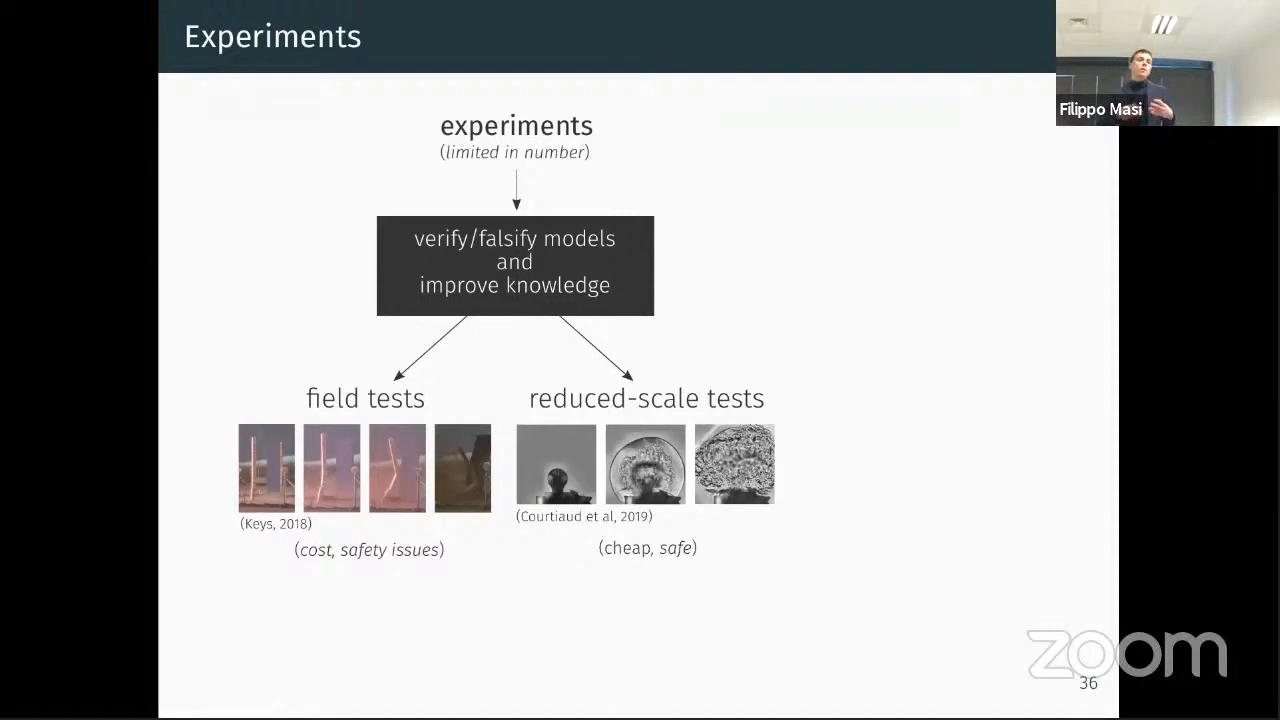 Experiments
Filippo Masi
experiments
(limited in number)
verify/falsify models
and
improve knowledge
field tests
reduced-scale tests
(Keys, 2018)
(Courtiaud et al, 2019)
(cost, safety issues)
(cheap, safe)
zoom
36